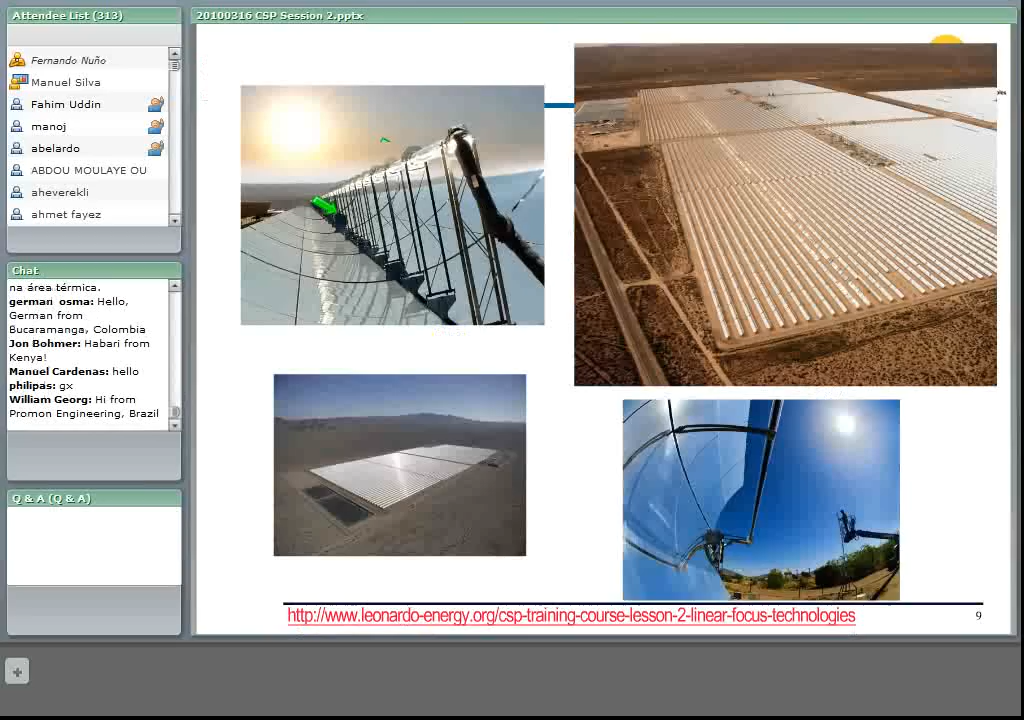 Attendee List (313)
Fernando Nuño
Manuel Silva
Fahim Uddin
manoj
abelardo
ABDOU MOULAYE OU
aheverekli
ahmet fayez
Chat
na área térmica.
german osma: Hello,
German from
Bucaramanga, Colombia
Jon Bohmer: Habari from
Kenya!
Manuel Cardenas: hello
philipas: gx
William Georg: Hi from
Promon Engineering, Brazil
Q & A (Q & A)
20100316 CSP Session 2.pptx
http://www.leonardo-energy.org/csp-training-course-lesson-2-linear-focus-technologies
9